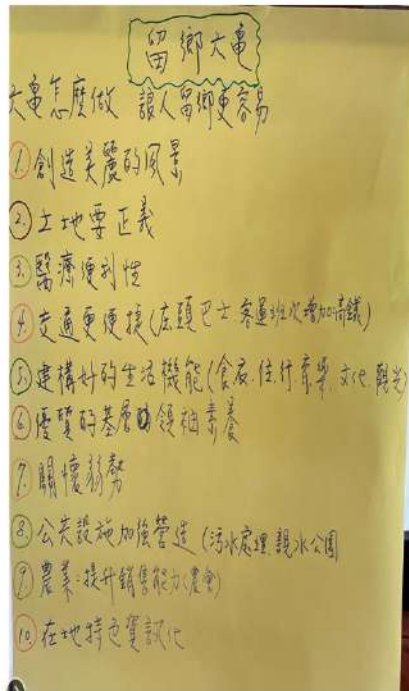 留鄉大龜
大龜怎麼做 讓人留鄉更容易
1. 創造美麗的風景
2. 土地要正義
3. 醫療便利性
4. 交通更便捷(庄頭巴士.客運班次增加.高鐵)
5. 建構好的生活機能(食衣.住.行.育樂.文化.觀光)
6. 優質的基層領袖素養
7. 關懷弱勢
8. 公共設施加強營造(污水處理.親水公園
9. 農業:提升銷售能力(農會)
10. 在地特色資訊化